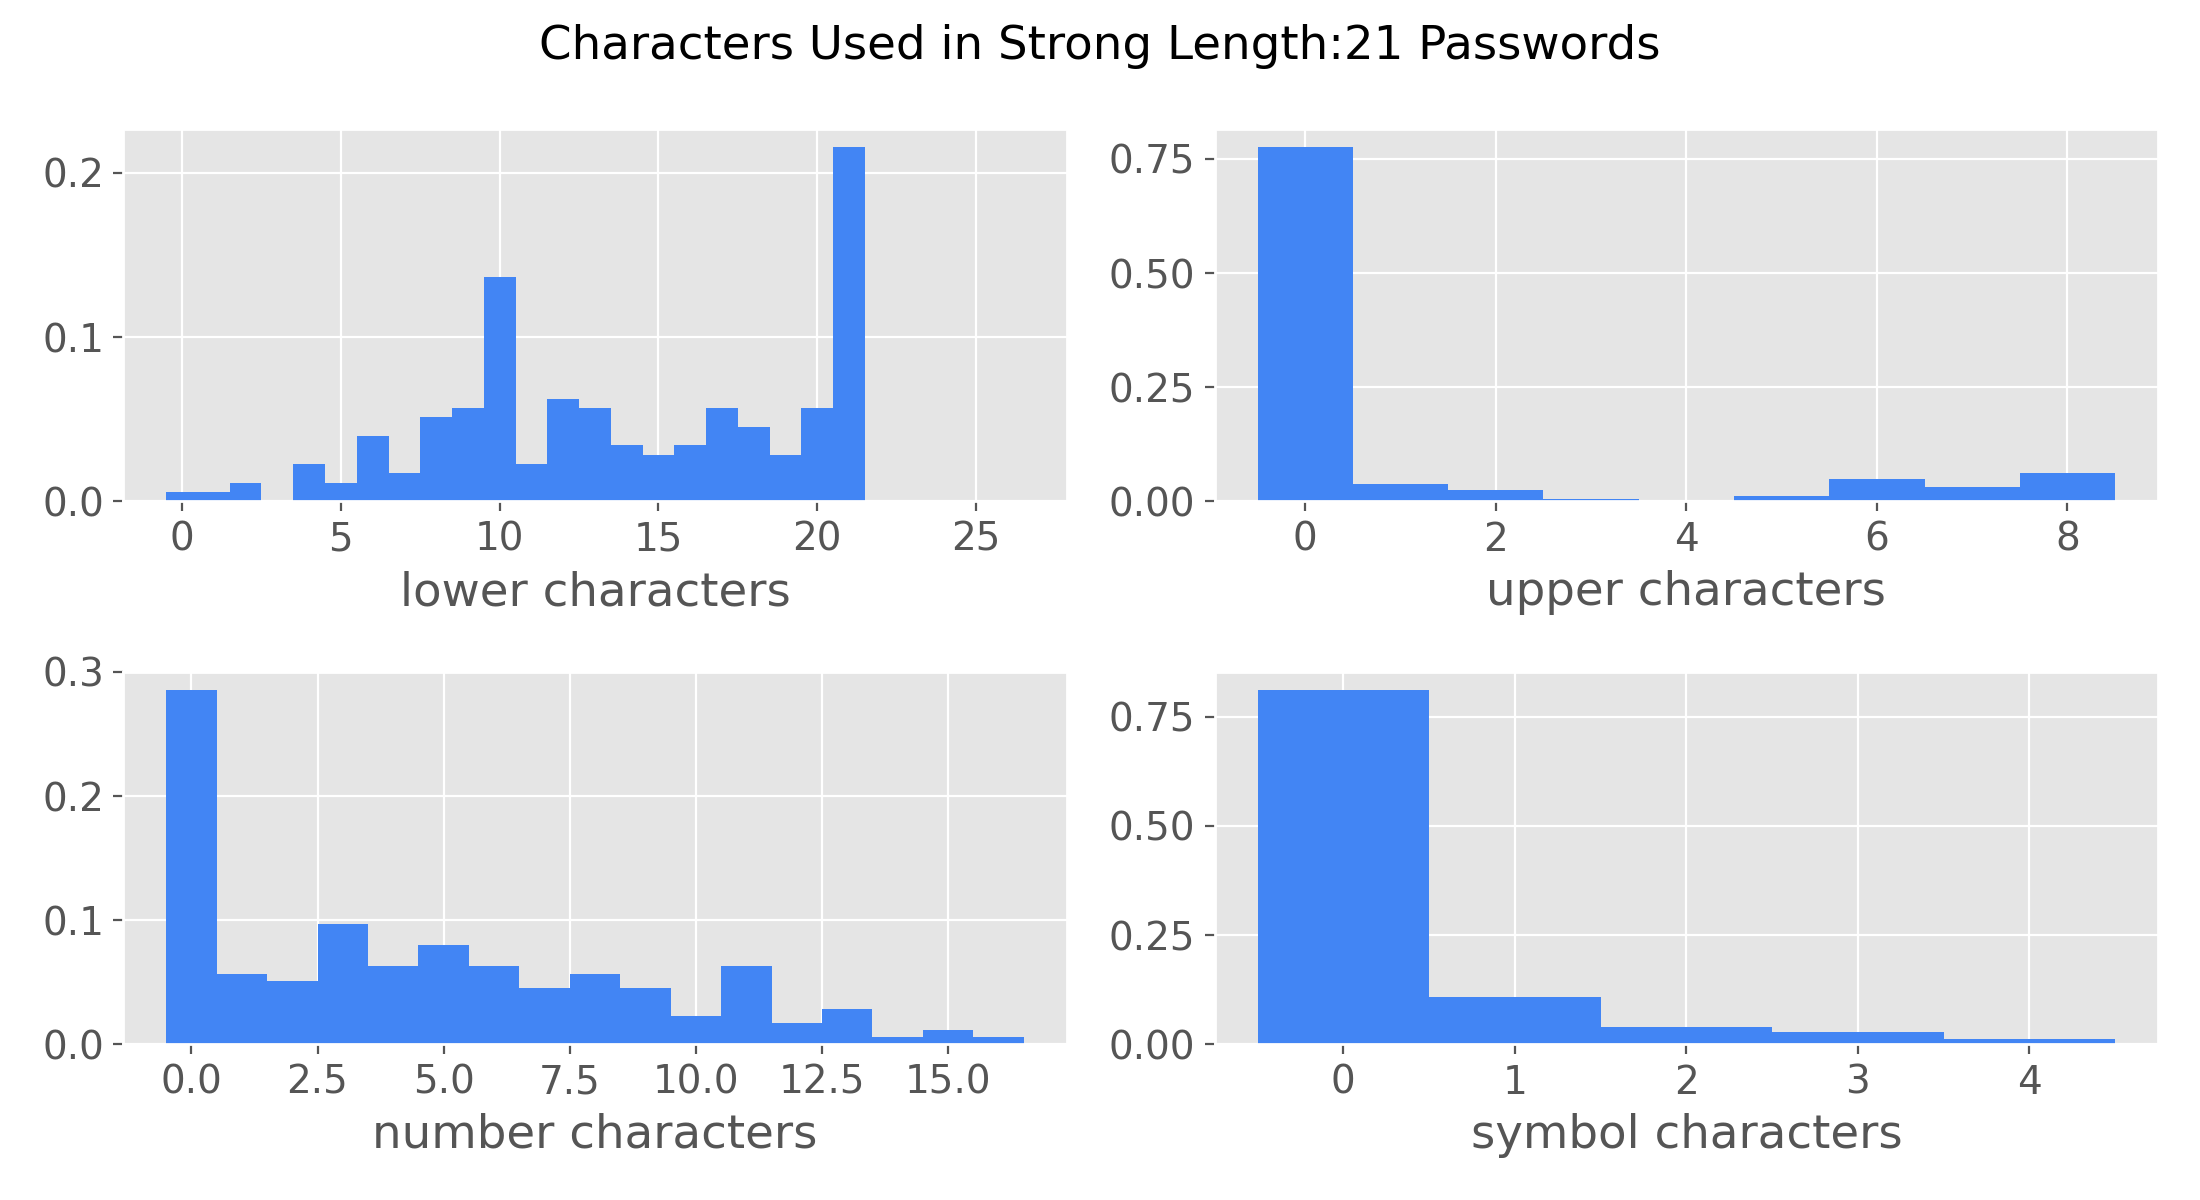 Characters Used in Strong Length:21 Passwords
0.2
0.1
0.0
0 5 10 15 20 25
lower characters
0.75
0.50
0.25
0.00
0 2 4 6 8
upper characters
0.3
0.2
0.1
0.0
0.0 2.5 5.0 7.5 10.0 12.5 15.0
number characters
0.75
0.50
0.25
0.00
0 1 2 3 4
symbol characters